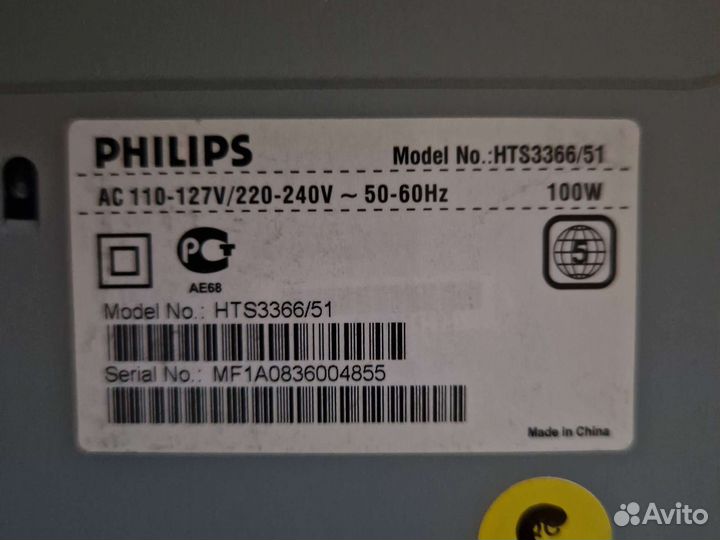 PHILIPS Model No.:HTS3366/51
AC 110-127V/220-240V ~ 50-60Hz 100W
РСТ 5
AE68
Model No.: HTS3366/51
Serial No.: MF1A0836004855
Made in China
Avito